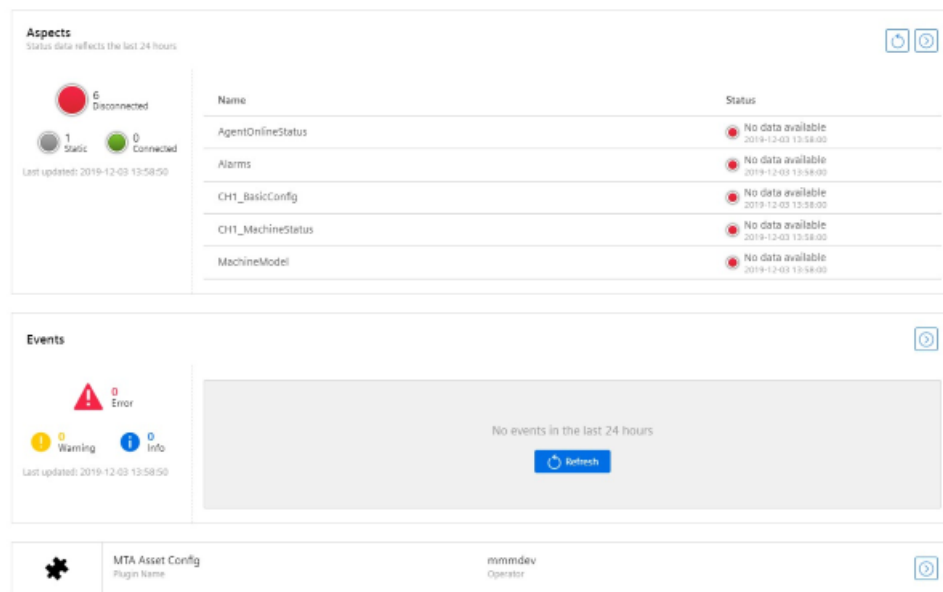 Aspects
Status data reflects the last 24 hours
6
Disconnected
1
Static
0
Connected
Last updated: 2019-12-03 13:58:50
Name Status
AgentOnlineStatus No data available
2019-12-03 13:58:00
Alarms No data available
2019-12-03 13:58:00
CH1_BasicConfig No data available
2019-12-03 13:58:00
CH1_MachineStatus No data available
2019-12-03 13:58:00
MachineModel No data available
2019-12-03 13:58:00
Events
0
Error
0
Warning
0
Info
Last updated: 2019-12-03 13:58:50
No events in the last 24 hours
Refresh
MTA Asset Config mmmdev
Plugin Name Operator